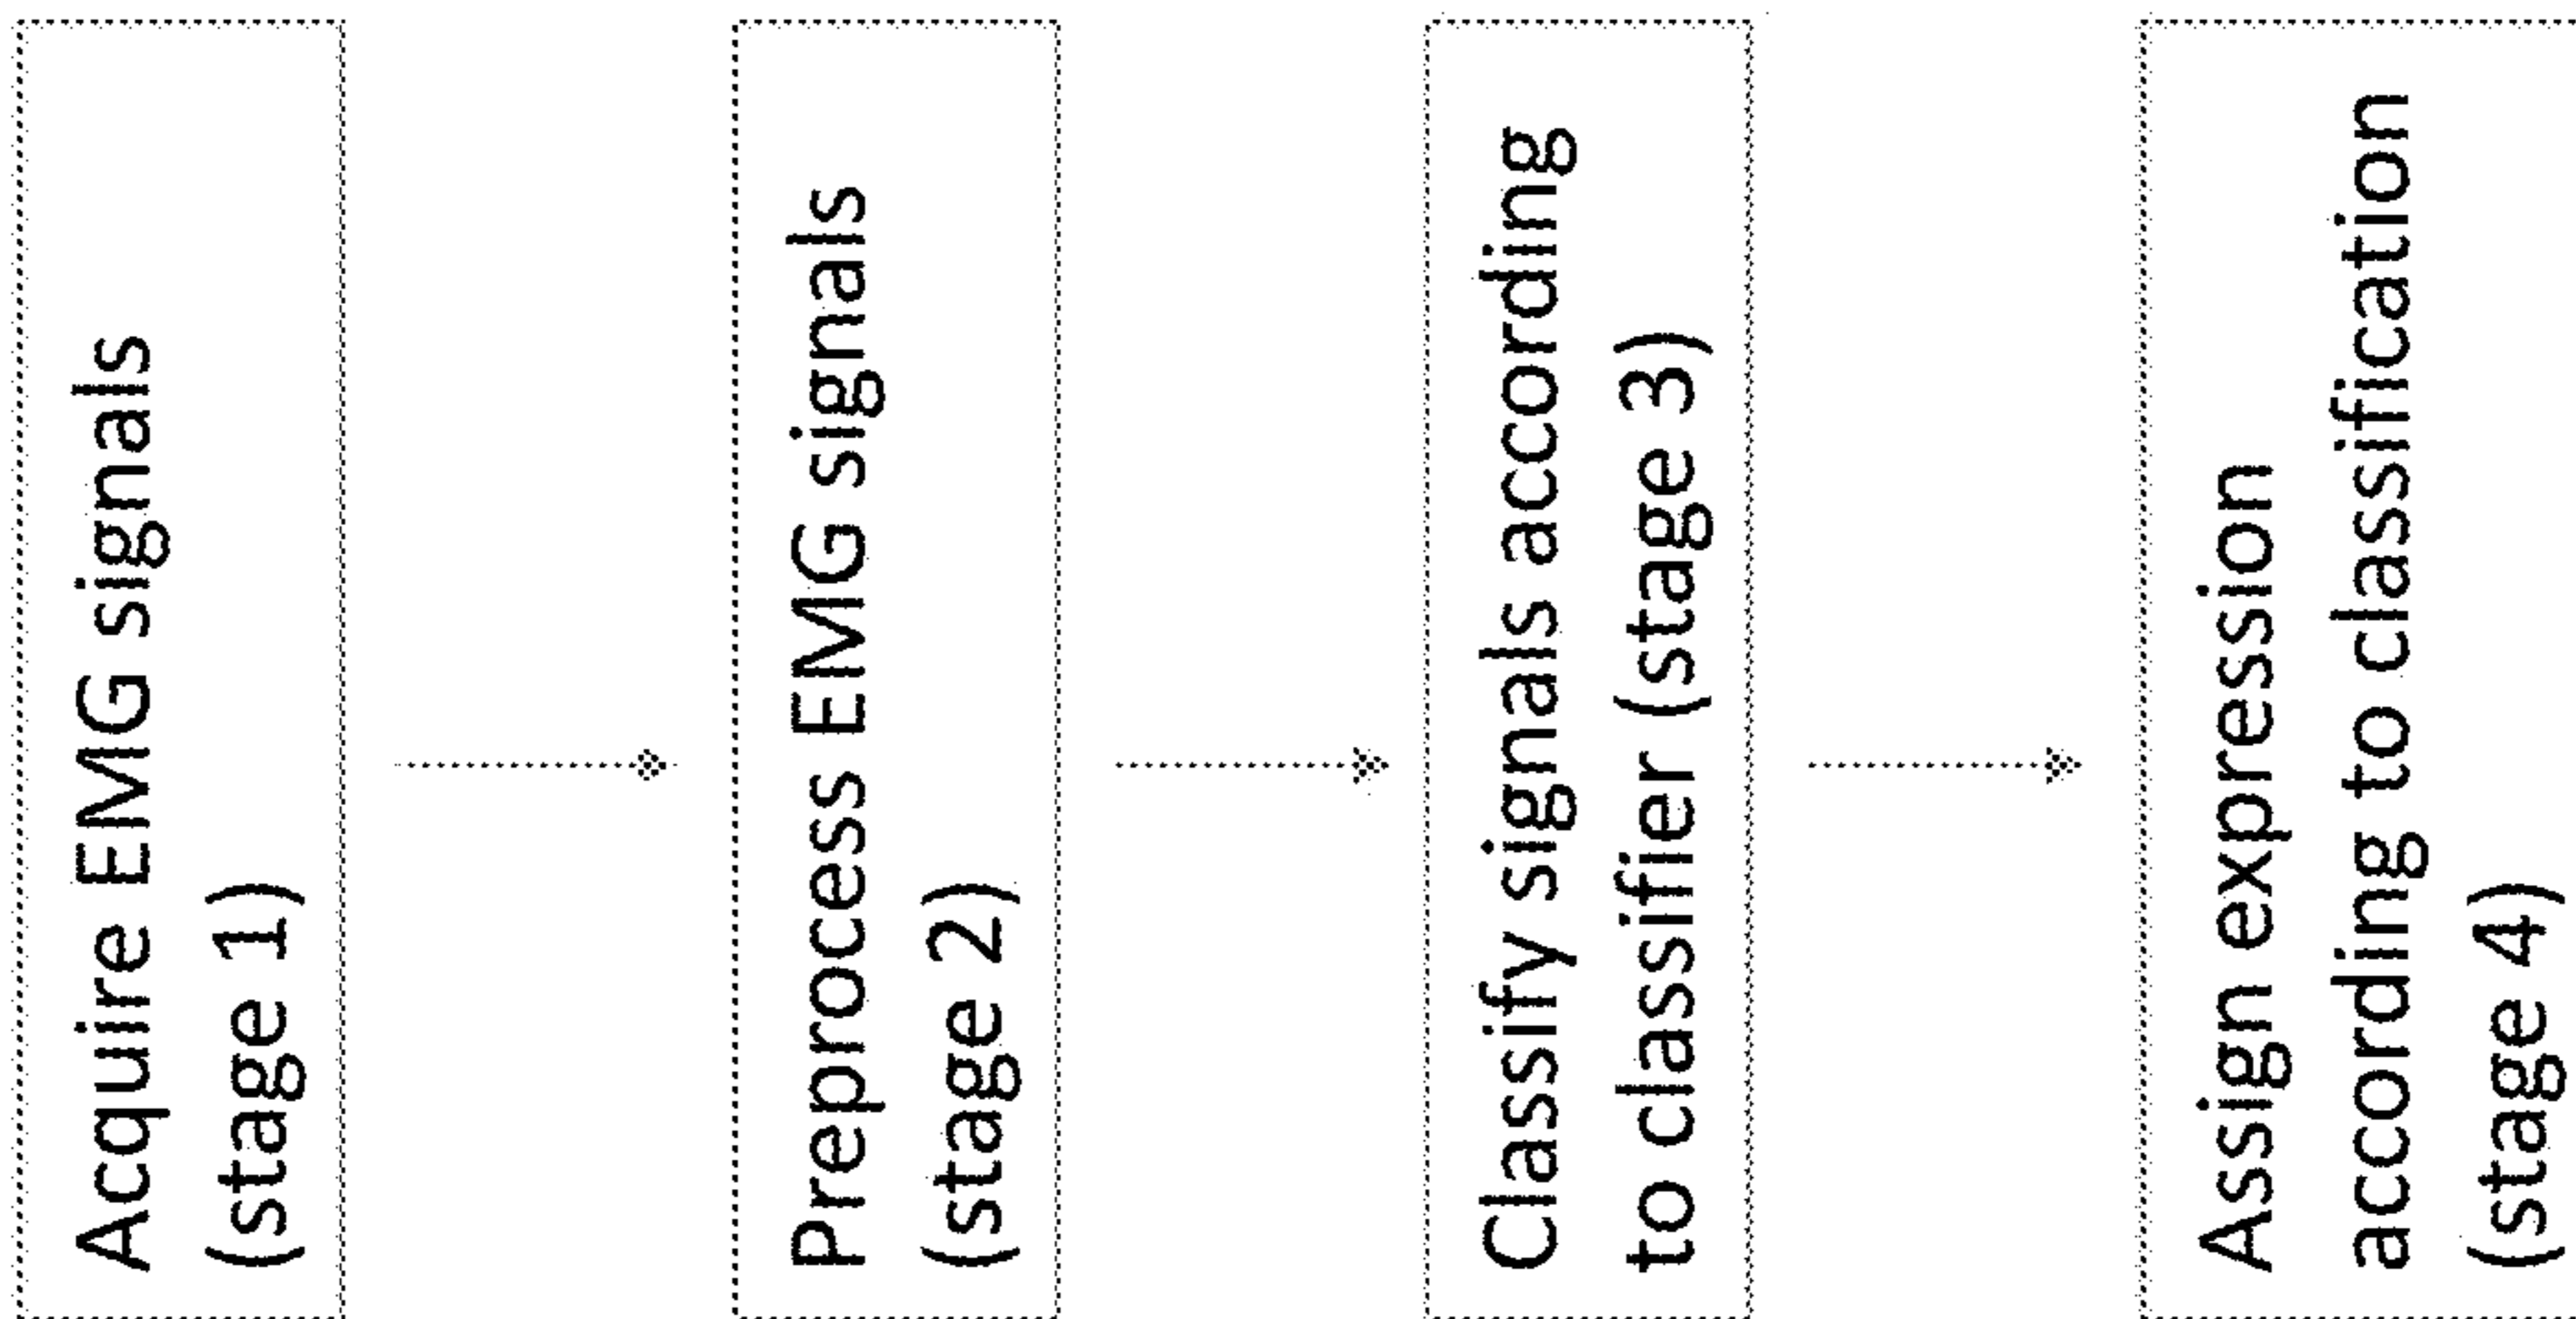 Acquire EMG signals
(stage 1)
Preprocess EMG signals
(stage 2)
Classify signals according
to classifier (stage 3)
Assign expression
according to classification
(stage 4)